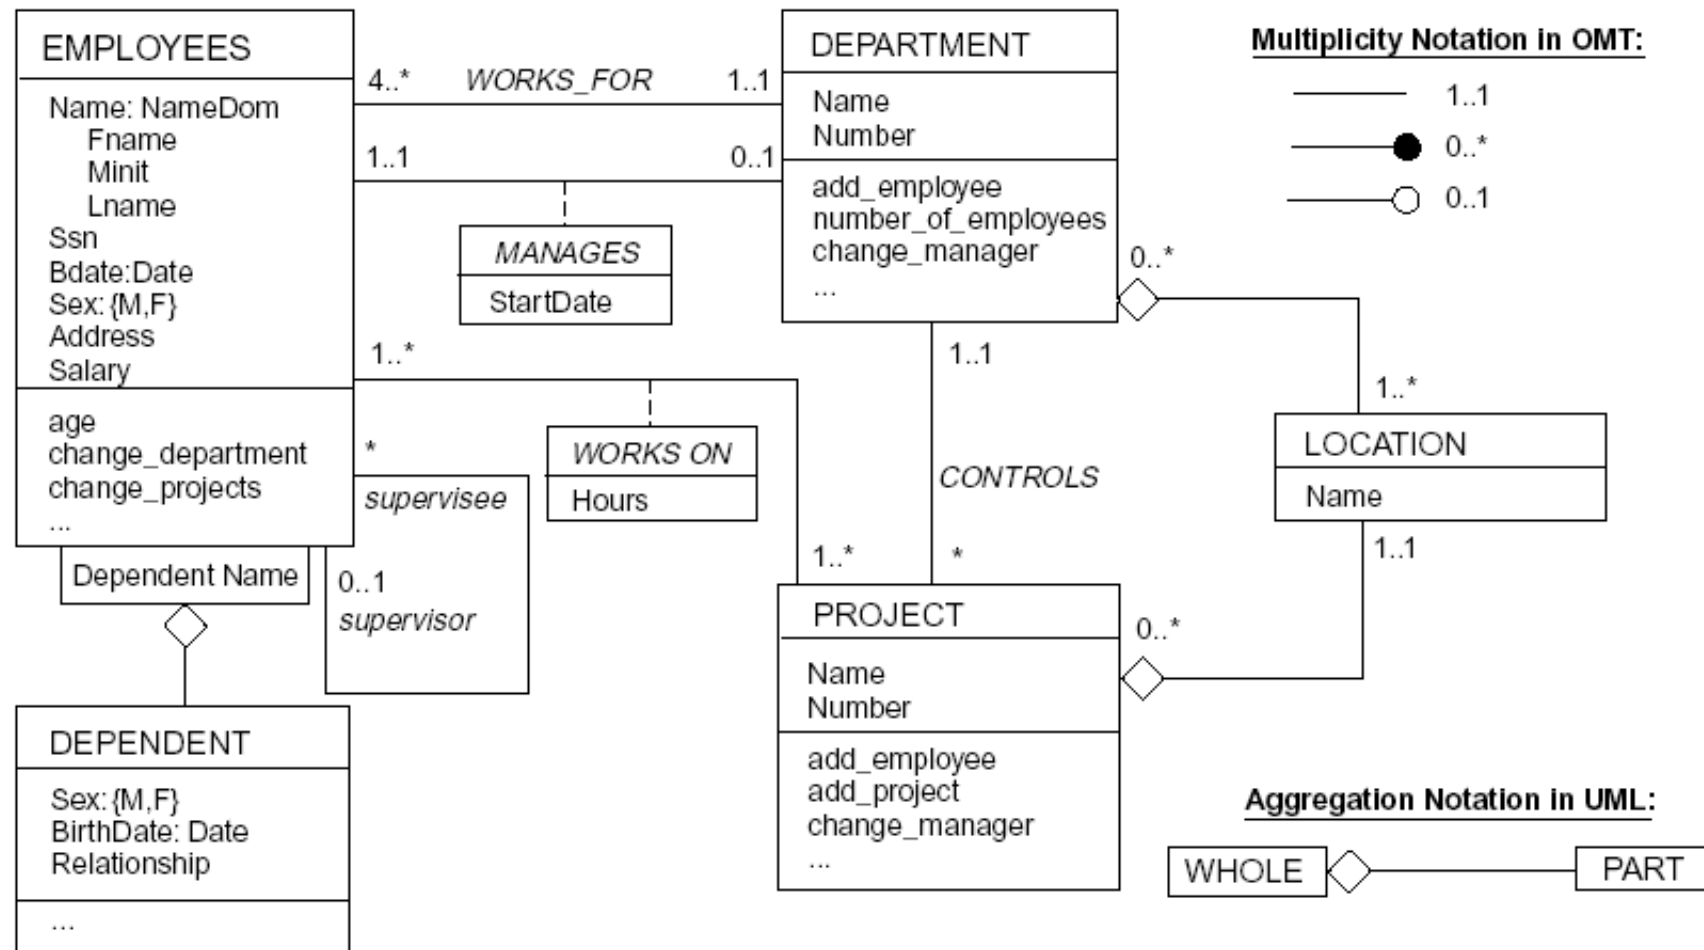 EMPLOYEES
Name: NameDom
Fname
Minit
Lname
Ssn
Bdate:Date
Sex:{M,F}
Address
Salary
age
change_department
change_projects
...
Dependent Name
DEPENDENT
Sex:{M,F}
BirthDate: Date
Relationship
...
4..* WORKS_FOR 1..1
1..1 0..1
MANAGES
StartDate
1..*
WORKS ON
Hours
*
supervisee
0..1
supervisor
DEPARTMENT
Name
Number
add_employee
number_of_employees
change_manager
...
1..1
CONTROLS
1..* *
PROJECT
Name
Number
add_employee
add_project
change_manager
...
0..*
1..*
LOCATION
Name
1..1
0..*
Multiplicity Notation in OMT:
1..1
0..*
0..1
Aggregation Notation in UML:
WHOLE PART